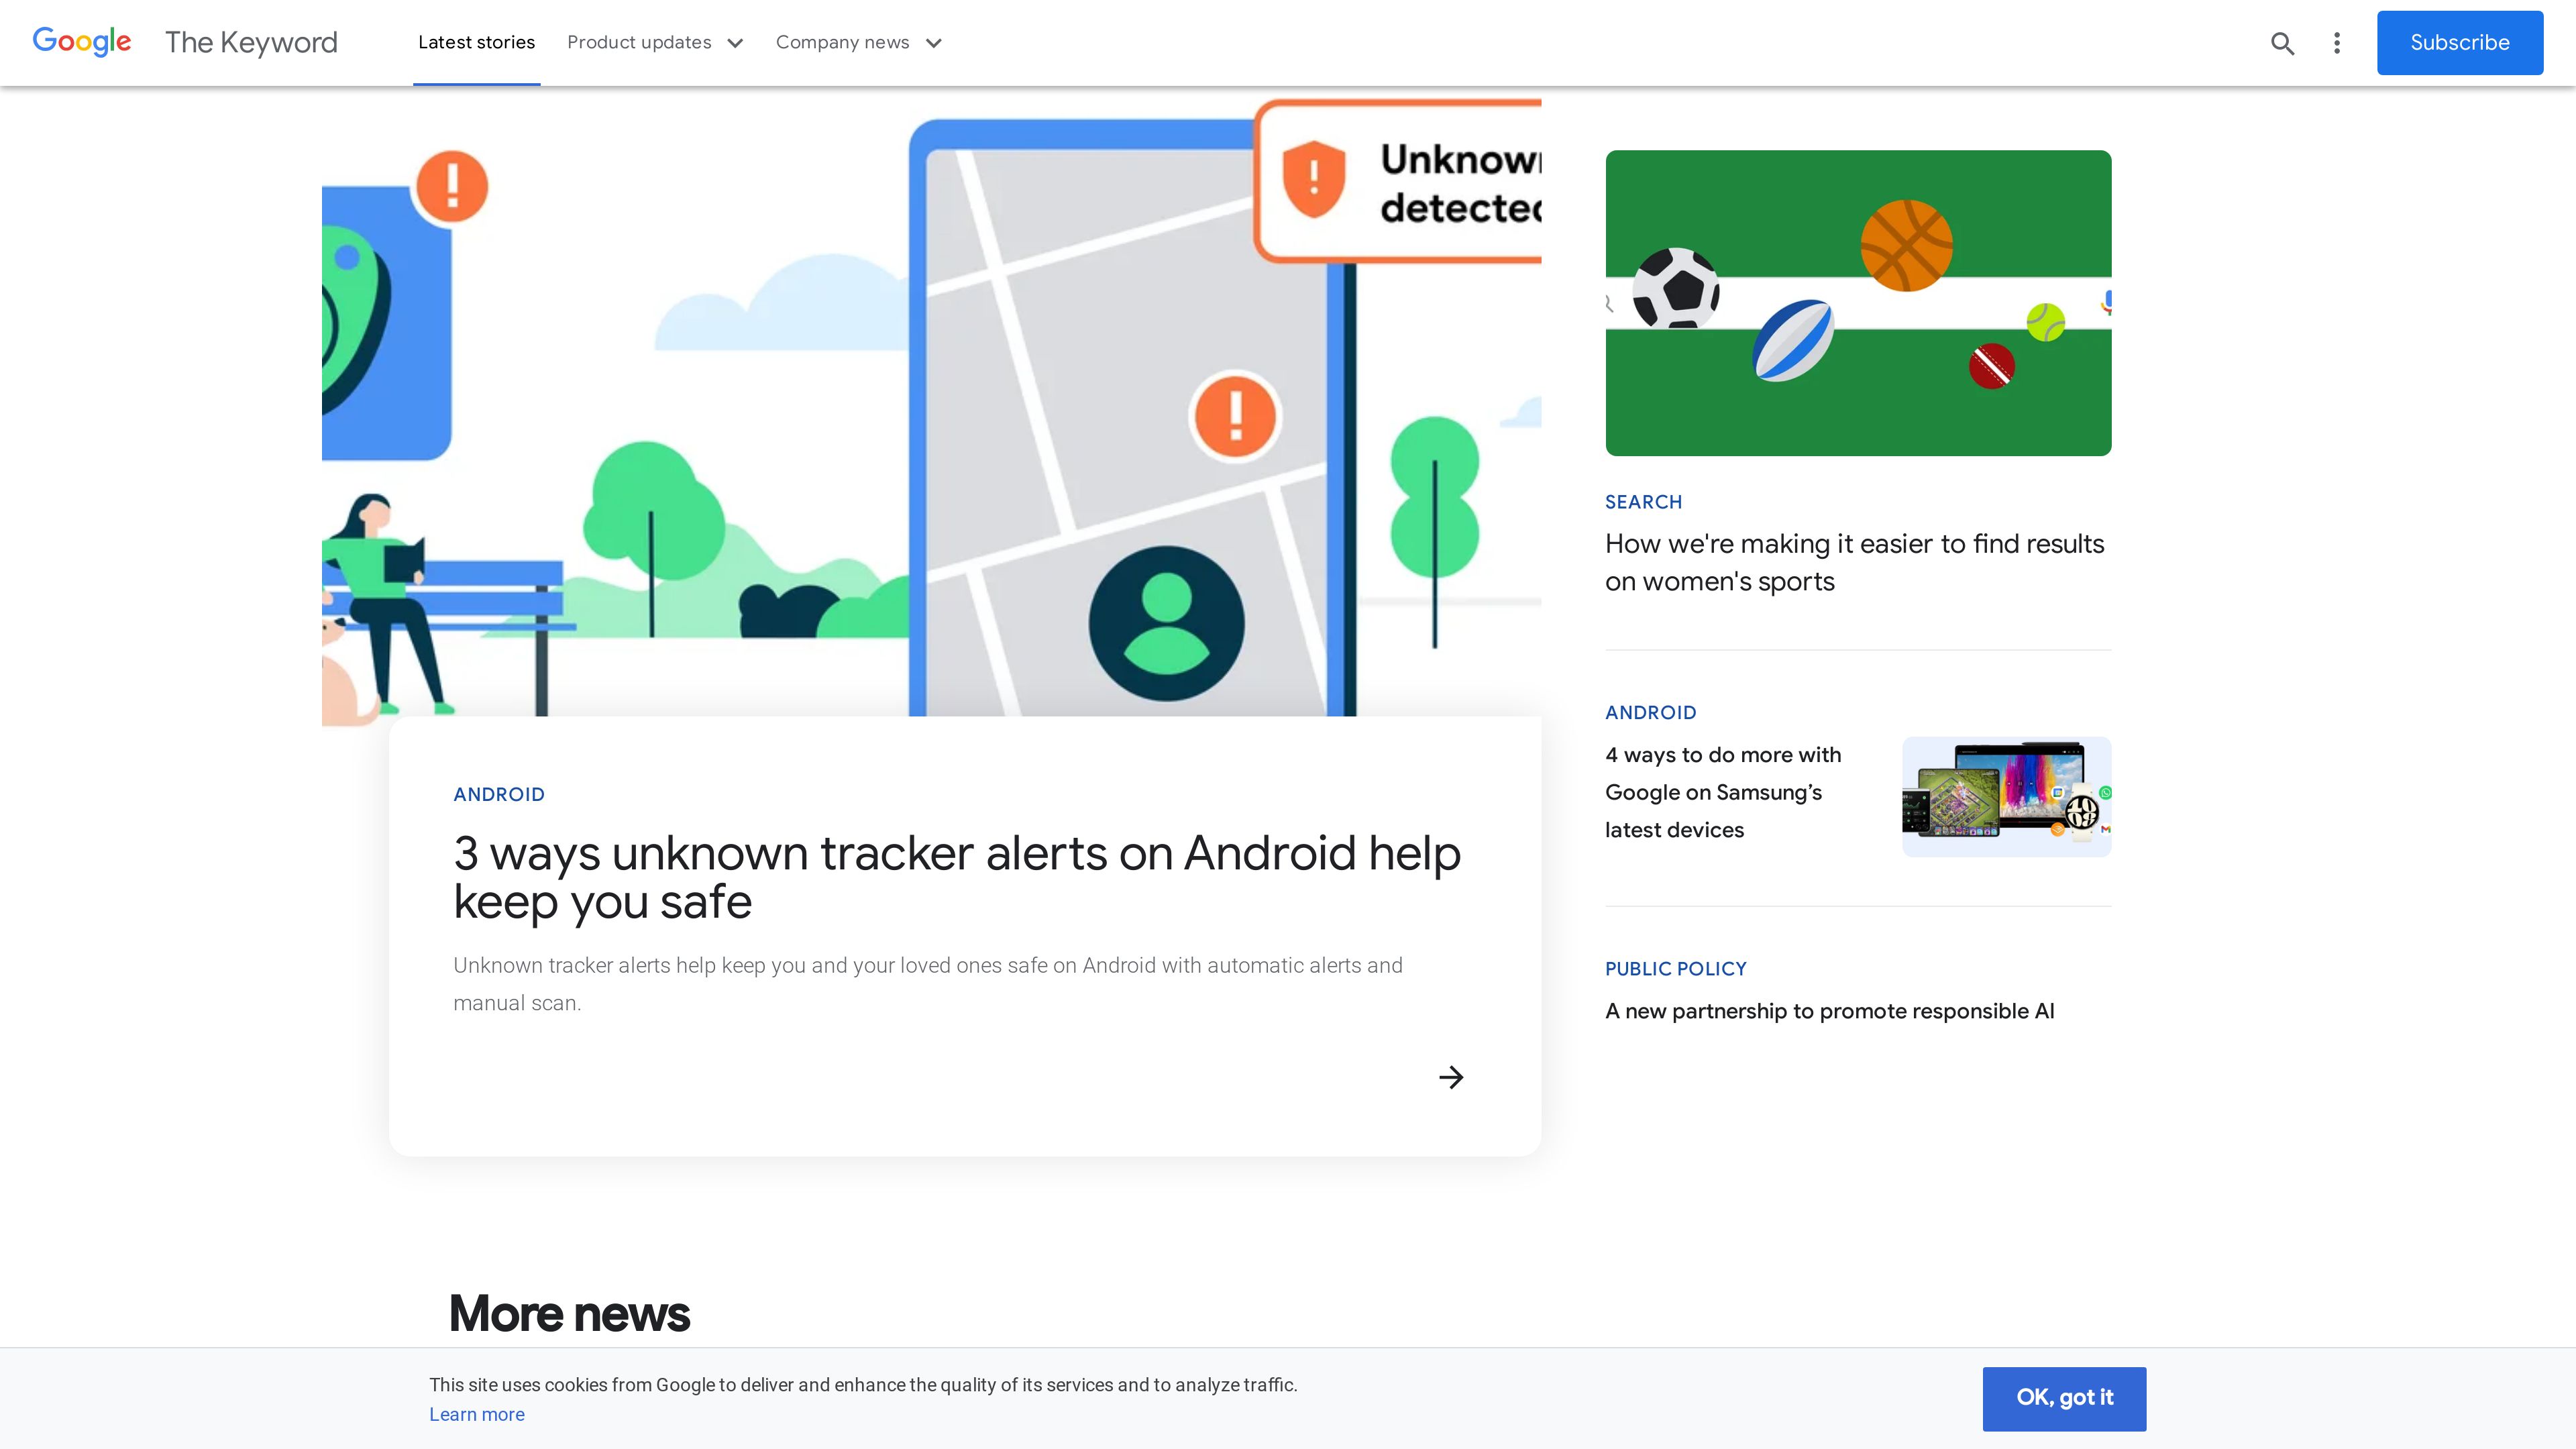 Google The Keyword Latest stories Product updates Company news Subscribe
Unknow
detected
ANDROID
3 ways unknown tracker alerts on Android help
keep you safe
Unknown tracker alerts help keep you and your loved ones safe on Android with automatic alerts and
manual scan.
SEARCH
How we're making it easier to find results
on women's sports
ANDROID
4 ways to do more with
Google on Samsung’s
latest devices
PUBLIC POLICY
A new partnership to promote responsible AI
More news
This site uses cookies from Google to deliver and enhance the quality of its services and to analyze traffic.
Learn more
OK, got it